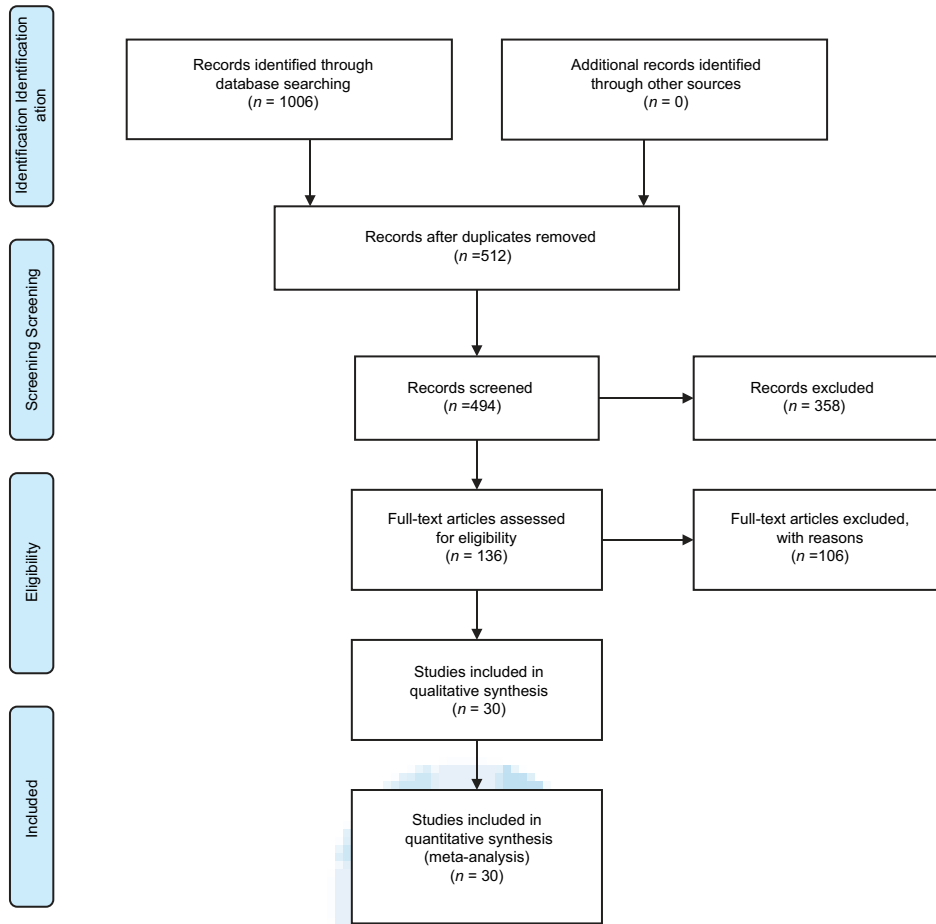 Identification Identification
ation
Records identified through
database searching
(n = 1006)
Additional records identified
through other sources
(n = 0)
Records after duplicates removed
(n =512)
Screening Screening
Records screened
(n =494)
Records excluded
(n = 358)
Eligibility
Full-text articles assessed
for eligibility
(n = 136)
Full-text articles excluded,
with reasons
(n =106)
Studies included in
qualitative synthesis
(n = 30)
Included
Studies included in
quantitative synthesis
(meta-analysis)
(n = 30)